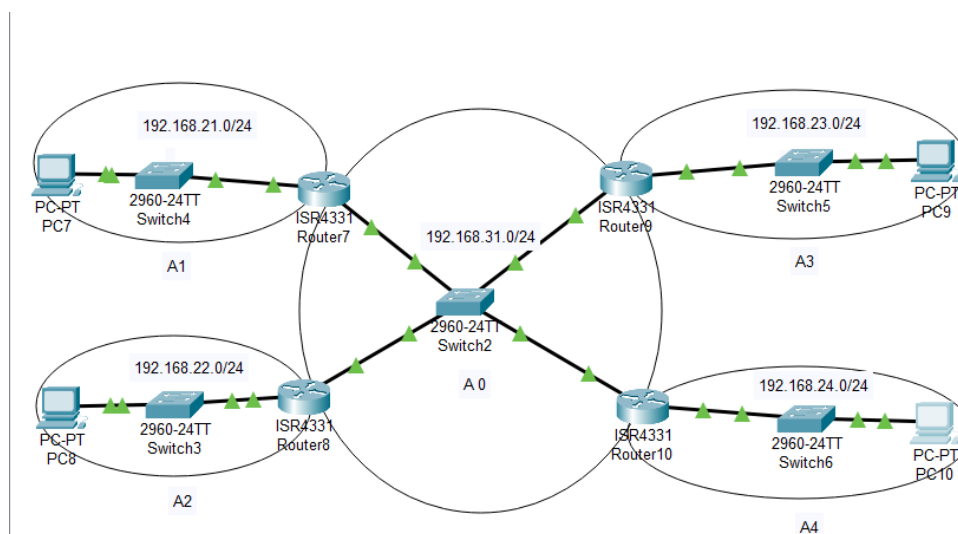 192.168.21.0/24
PC-PT
PC7
2960-24TT
Switch4
ISR4331
Router7
A1
192.168.23.0/24
ISR4331
Router9
2960-24TT
Switch5
PC-PT
PC9
A3
192.168.31.0/24
2960-24TT
Switch2
A 0
192.168.22.0/24
PC-PT
PC8
2960-24TT
Switch3
ISR4331
Router8
A2
192.168.24.0/24
ISR4331
Router10
2960-24TT
Switch6
PC-PT
PC10
A4